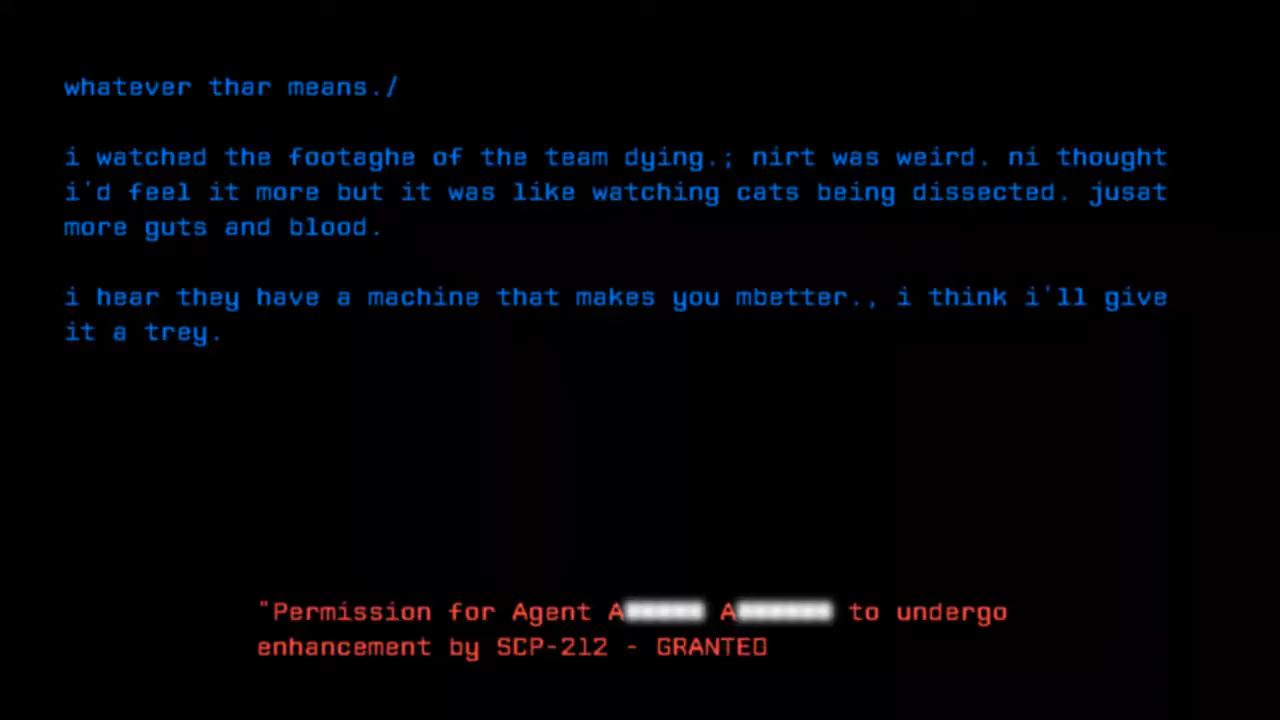 whatever thar means./
i watched the footaghe of the team dying.; nirt was weird. ni thought
i'd feel it more but it was like watching cats being dissected. jusat
more guts and blood.
i hear they have a machine that makes you mbetter., i think i'll give
it a trey.
"Permission for Agent A█████ A██████ to undergo
enhancement by SCP-212 - GRANTED